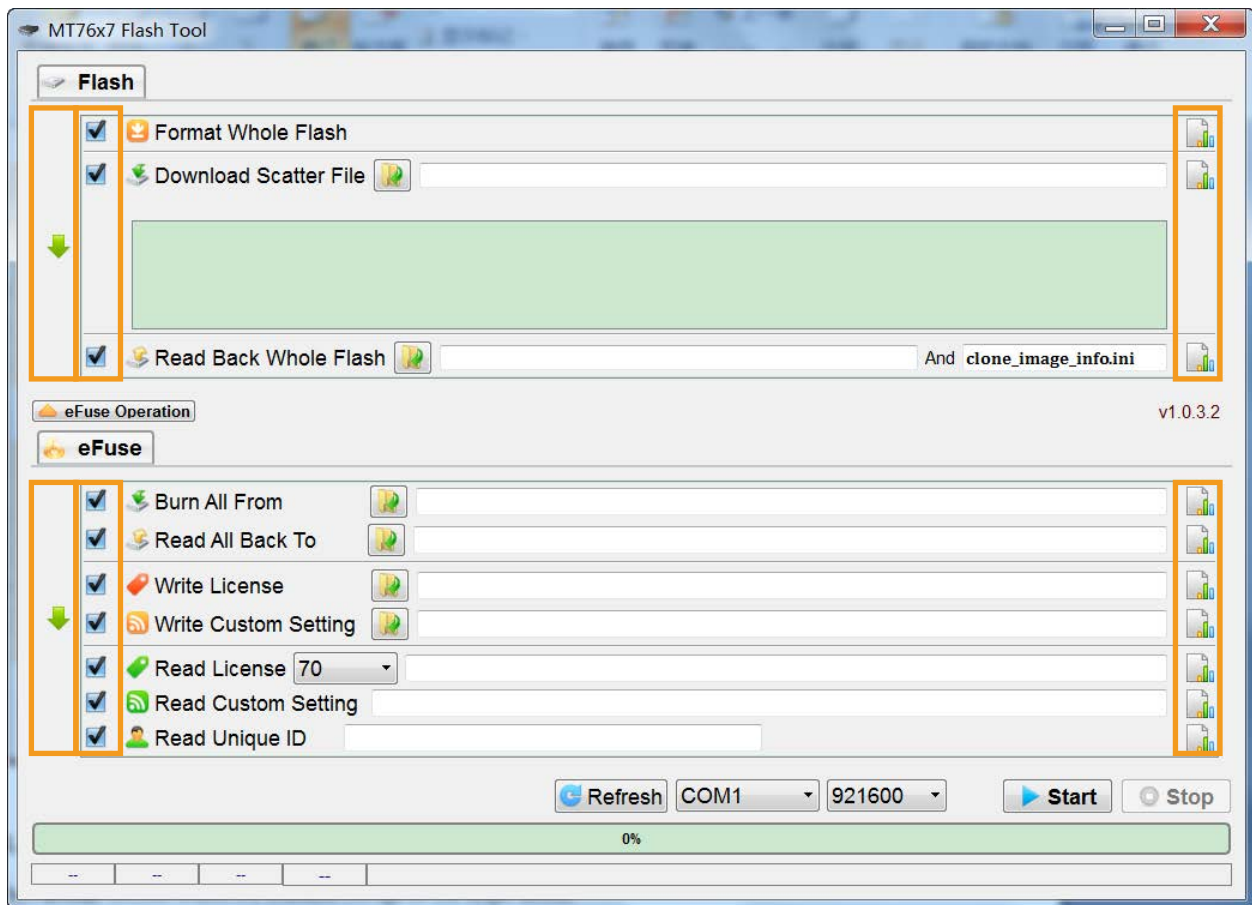 MT76x7 Flash Tool
Flash
Format Whole Flash
Download Scatter File
Read Back Whole Flash And clone_image_info.ini
eFuse Operation v1.0.3.2
eFuse
Burn All From
Read All Back To
Write License
Write Custom Setting
Read License 70
Read Custom Setting
Read Unique ID
Refresh COM1 921600 Start Stop
0%
-- -- -- --